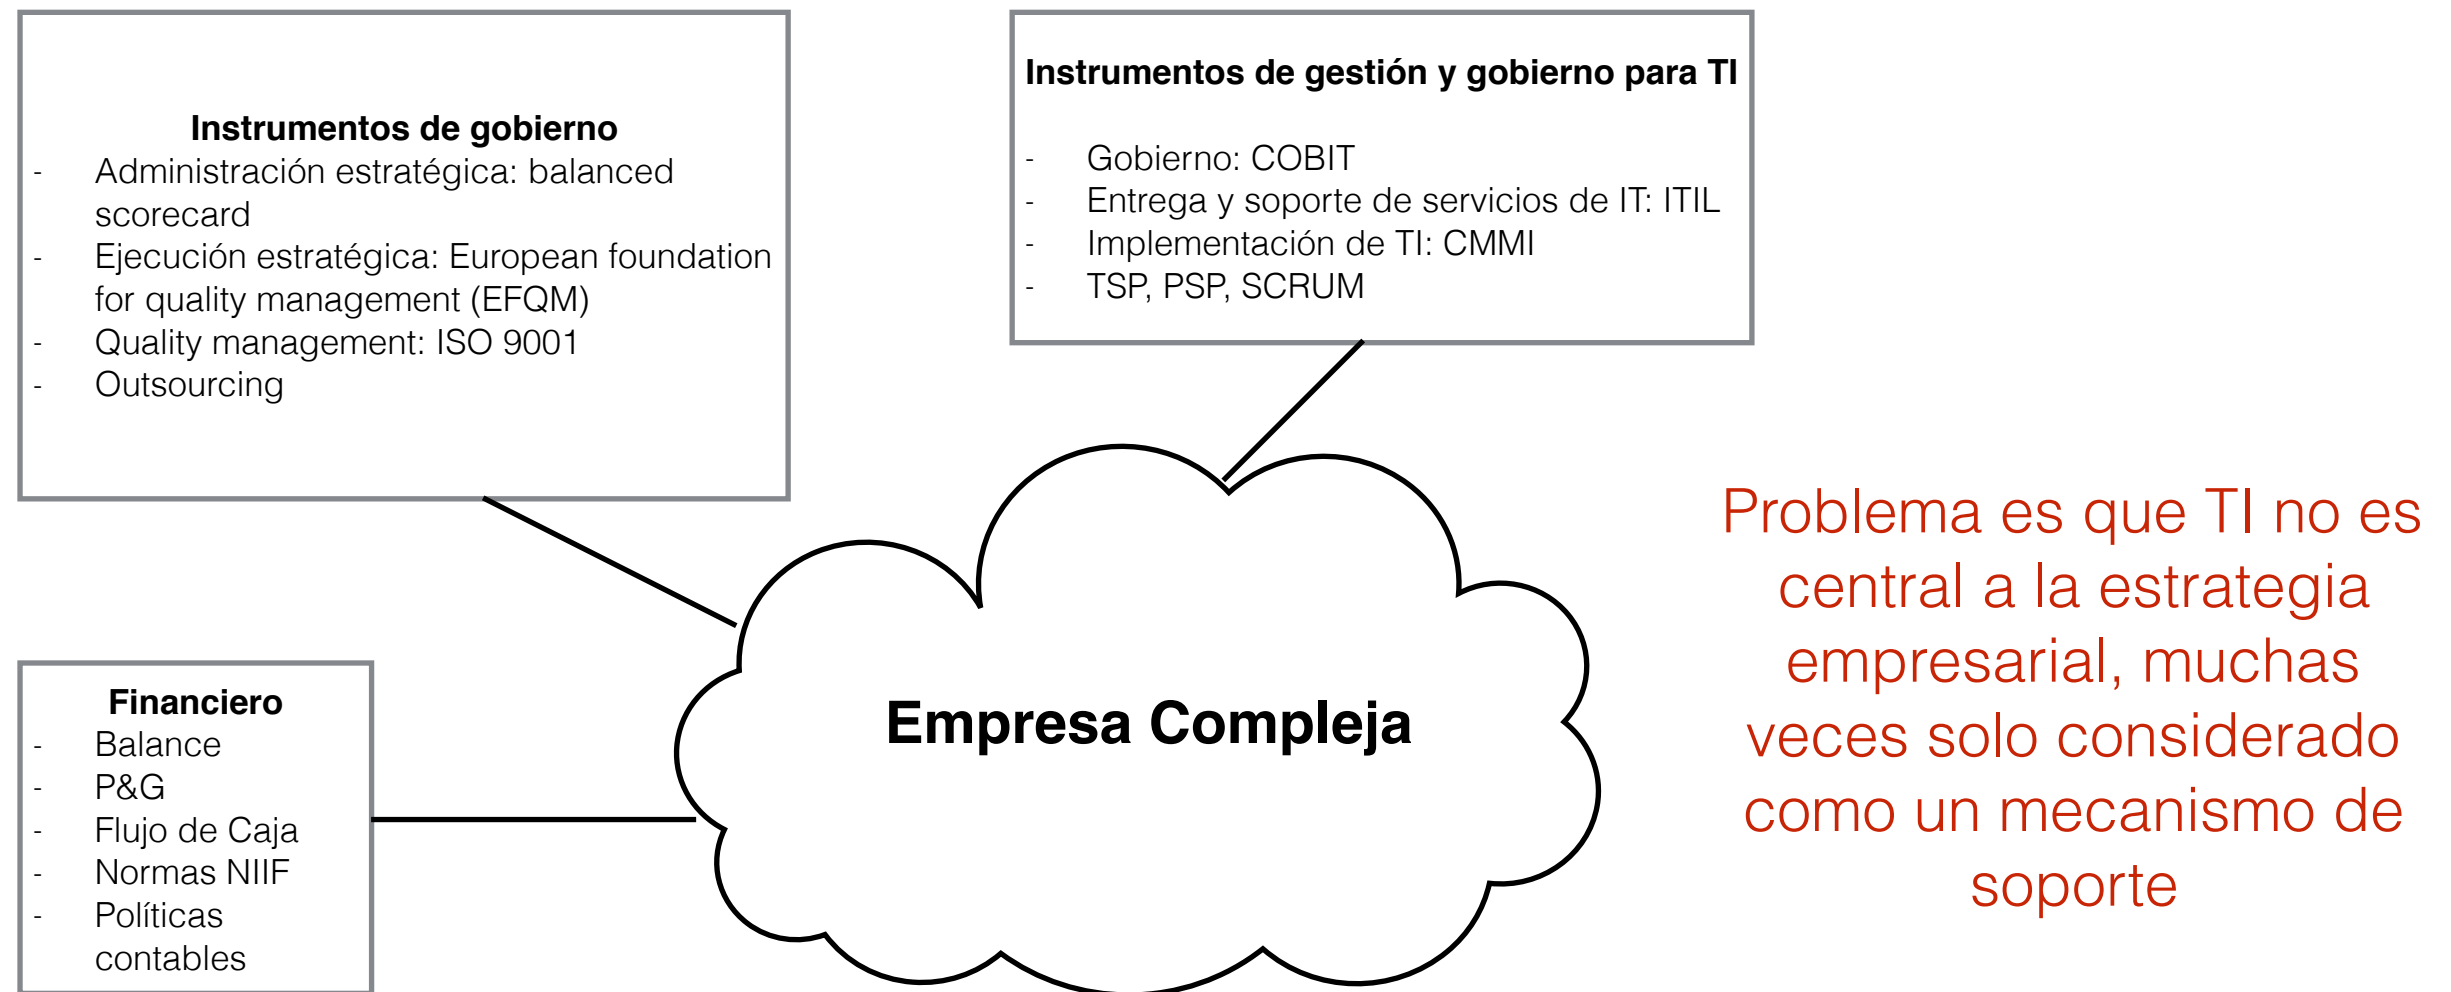 Instrumentos de gobierno
- Administración estratégica: balanced
scorecard
- Ejecución estratégica: European foundation
for quality management (EFQM)
- Quality management: ISO 9001
- Outsourcing
Instrumentos de gestión y gobierno para TI
- Gobierno: COBIT
- Entrega y soporte de servicios de IT: ITIL
- Implementación de TI: CMMI
- TSP, PSP, SCRUM
Financiero
- Balance
- P&G
- Flujo de Caja
- Normas NIIF
- Políticas
contables
Empresa Compleja
Problema es que TI no es
central a la estrategia
empresarial, muchas
veces solo considerado
como un mecanismo de
soporte